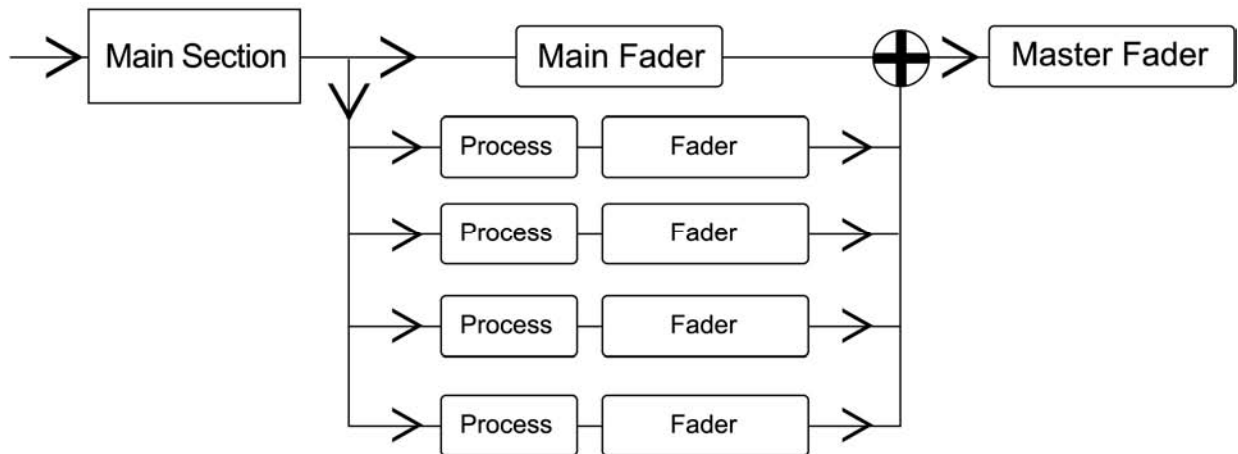 Main Section
Main Fader
Master Fader
Process
Fader
Process
Fader
Process
Fader
Process
Fader